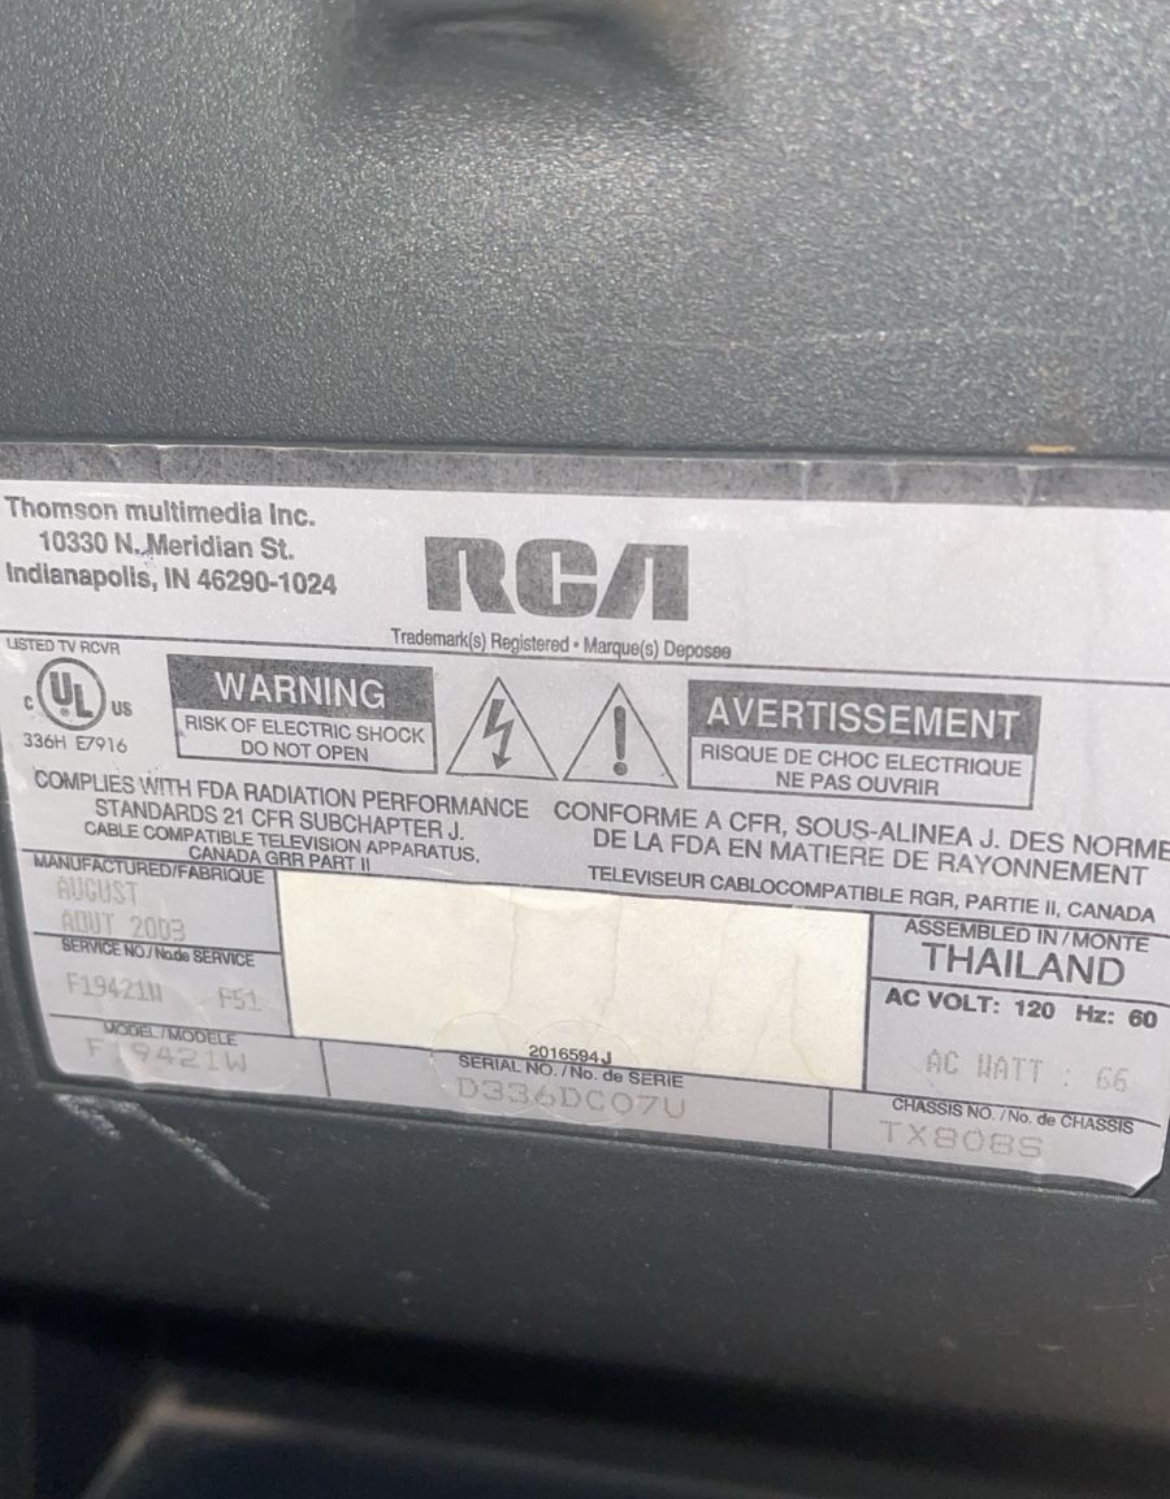 Thomson multimedia Inc.
10330 N. Meridian St.
Indianapolis, IN 46290-1024
RCA
Trademark(s) Registered • Marque(s) Deposee
LISTED TV RCVR
C UL US
336H E7916
WARNING
RISK OF ELECTRIC SHOCK
DO NOT OPEN
AVERTISSEMENT
RISQUE DE CHOC ELECTRIQUE
NE PAS OUVRIR
COMPLIES WITH FDA RADIATION PERFORMANCE
STANDARDS 21 CFR SUBCHAPTER J.
CABLE COMPATIBLE TELEVISION APPARATUS,
CANADA GRR PART II
CONFORME A CFR, SOUS-ALINEA J. DES NORME
DE LA FDA EN MATIERE DE RAYONNEMENT
TELEVISEUR CABLOCOMPATIBLE RGR, PARTIE II, CANADA
MANUFACTURED/FABRIQUE
AUGUST
AOUT 2003
SERVICE NO./No.de SERVICE
F19421W P51
MODEL/MODELE
F19421W
2016594J
SERIAL NO./No. de SERIE
D336DC07U
ASSEMBLED IN/MONTE
THAILAND
AC VOLT: 120 Hz: 60
AC WATT : 66
CHASSIS NO./No. de CHASSIS
TX808S